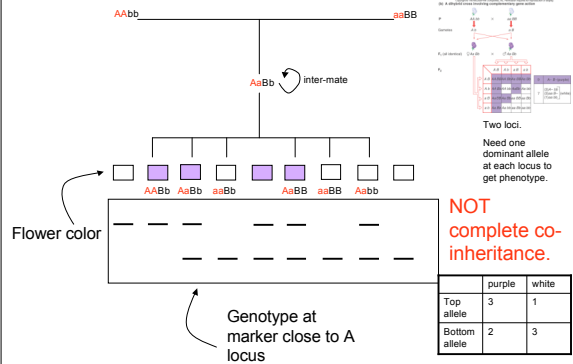 AAbb
aaBB
AaBb
inter-mate
Two loci.
Need one
dominant allele
at each locus to
get phenotype.
AABb AaBb aaBb AaBB aaBB Aabb
Flower color
NOT
complete co-
inheritance.
purple white
Top
allele 3 1
Bottom
allele 2 3
Genotype at
marker close to A
locus